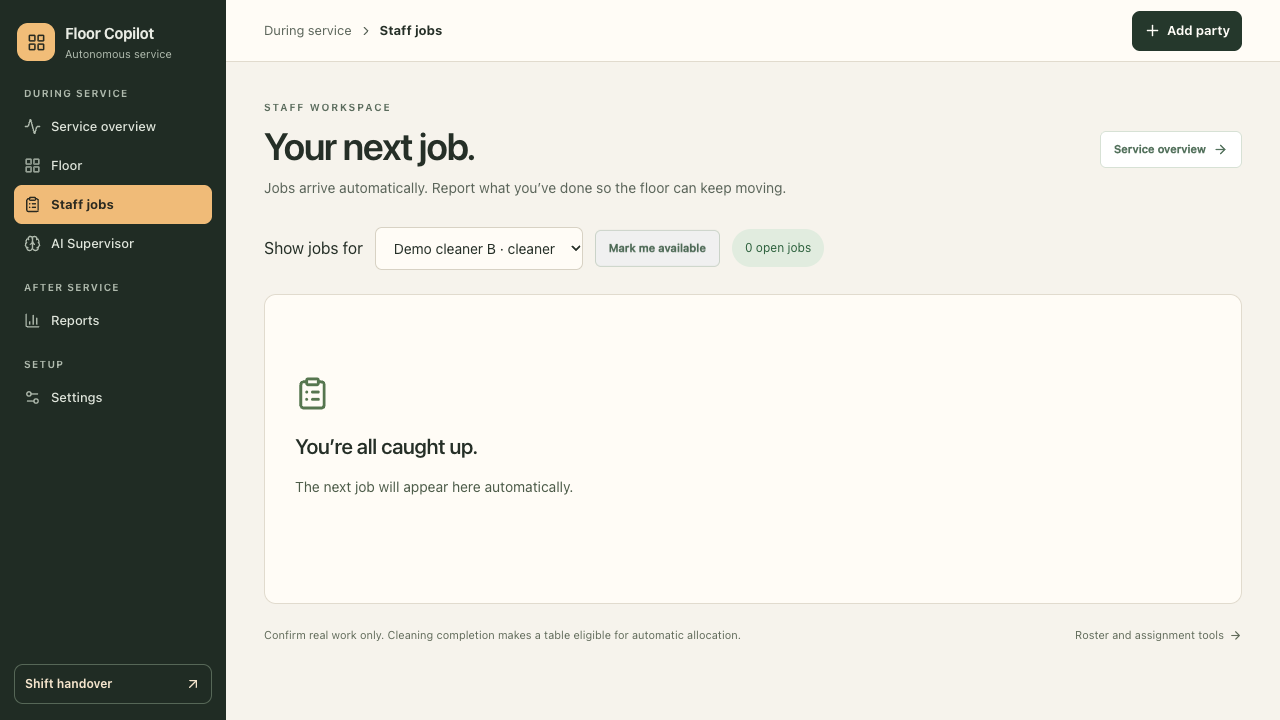 Floor Copilot
Autonomous service
DURING SERVICE
Service overview
Floor
Staff jobs
AI Supervisor
AFTER SERVICE
Reports
SETUP
Settings
Shift handover
During service > Staff jobs
Add party
STAFF WORKSPACE
Your next job.
Jobs arrive automatically. Report what you’ve done so the floor can keep moving.
Service overview
Show jobs for Demo cleaner B · cleaner Mark me available 0 open jobs
You’re all caught up.
The next job will appear here automatically.
Confirm real work only. Cleaning completion makes a table eligible for automatic allocation.
Roster and assignment tools